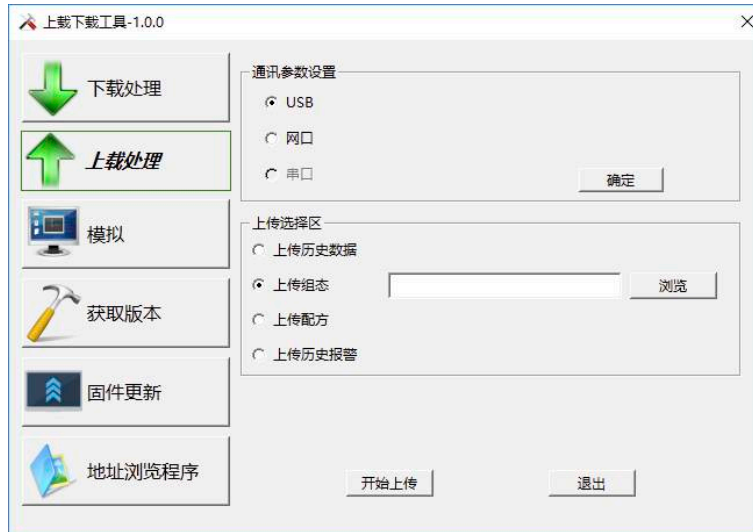 上载下载工具-1.0.0
下载处理
上载处理
模拟
获取版本
固件更新
地址浏览程序
通讯参数设置
USB
网口
串口
确定
上传选择区
上传历史数据
上传组态
浏览
上传配方
上传历史报警
开始上传
退出